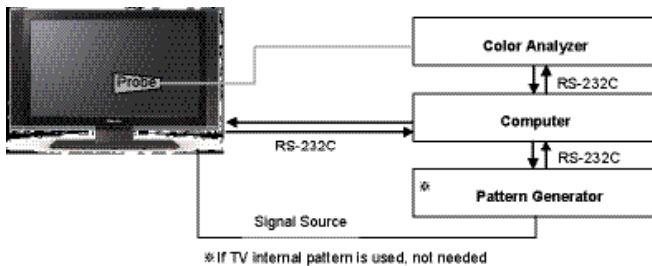 Probe
Color Analyzer
RS-232C
Computer
RS-232C
RS-232C
※
Pattern Generator
Signal Source
※ If TV internal pattern is used, not needed